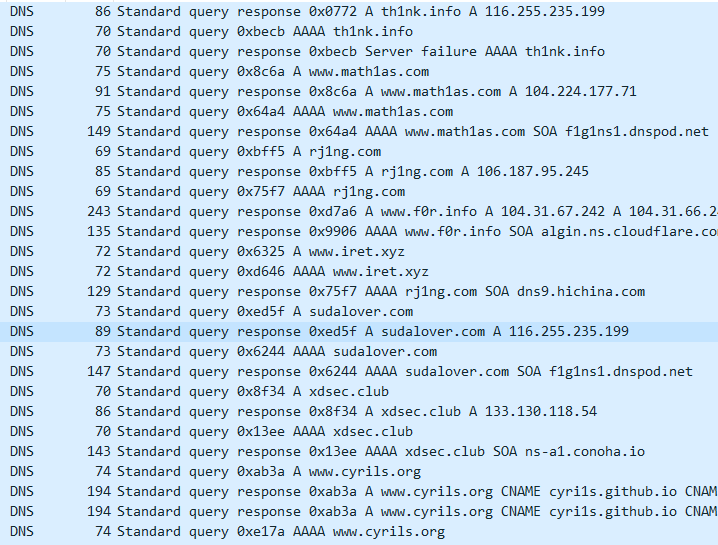 DNS 86 Standard query response 0x0772 A th1nk.info A 116.255.235.199
DNS 70 Standard query 0xbecb AAAA th1nk.info
DNS 70 Standard query response 0xbecb Server failure AAAA th1nk.info
DNS 75 Standard query 0x8c6a A www.math1as.com
DNS 91 Standard query response 0x8c6a A www.math1as.com A 104.224.177.71
DNS 75 Standard query 0x64a4 AAAA www.math1as.com
DNS 149 Standard query response 0x64a4 AAAA www.math1as.com SOA f1g1ns1.dnspod.net
DNS 69 Standard query 0xbff5 A rj1ng.com
DNS 85 Standard query response 0xbff5 A rj1ng.com A 106.187.95.245
DNS 69 Standard query 0x75f7 AAAA rj1ng.com
DNS 243 Standard query response 0xd7a6 A www.f0r.info A 104.31.67.242 A 104.31.66.2
DNS 135 Standard query response 0x9906 AAAA www.f0r.info SOA algin.ns.cloudflare.co
DNS 72 Standard query 0x6325 A www.iret.xyz
DNS 72 Standard query 0xd646 AAAA www.iret.xyz
DNS 129 Standard query response 0x75f7 AAAA rj1ng.com SOA dns9.hichina.com
DNS 73 Standard query 0xed5f A sudalover.com
DNS 89 Standard query response 0xed5f A sudalover.com A 116.255.235.199
DNS 73 Standard query 0x6244 AAAA sudalover.com
DNS 147 Standard query response 0x6244 AAAA sudalover.com SOA f1g1ns1.dnspod.net
DNS 70 Standard query 0x8f34 A xdsec.club
DNS 86 Standard query response 0x8f34 A xdsec.club A 133.130.118.54
DNS 70 Standard query 0x13ee AAAA xdsec.club
DNS 143 Standard query response 0x13ee AAAA xdsec.club SOA ns-a1.conoha.io
DNS 74 Standard query 0xab3a A www.cyrils.org
DNS 194 Standard query response 0xab3a A www.cyrils.org CNAME cyri1s.github.io CNAM
DNS 194 Standard query response 0xab3a A www.cyrils.org CNAME cyri1s.github.io CNAM
DNS 74 Standard query 0xe17a AAAA www.cyrils.org